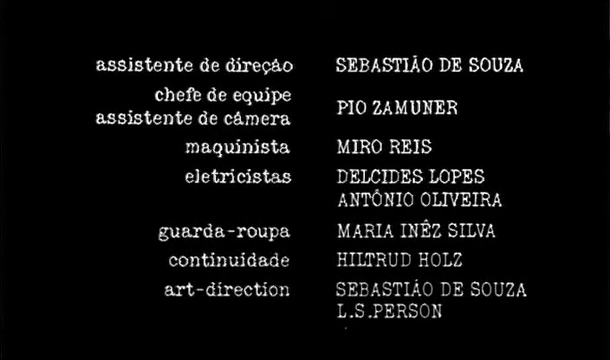 assistente de direção SEBASTIÃO DE SOUZA
chefe de equipe
assistente de câmera PIO ZAMUNER
maquinista MIRO REIS
eletricistas DELCIDES LOPES
ANTÔNIO OLIVEIRA
guarda-roupa MARIA INÊZ SILVA
continuidade HILTRUD HOLZ
art-direction SEBASTIÃO DE SOUZA
L.S.PERSON